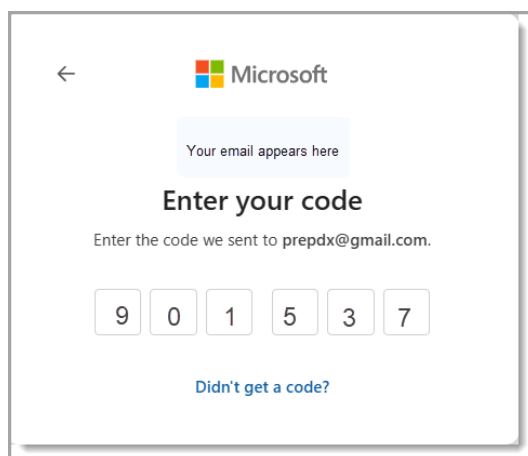 Microsoft
Your email appears here
Enter your code
Enter the code we sent to prepdx@gmail.com.
9 0 1 5 3 7
Didn't get a code?